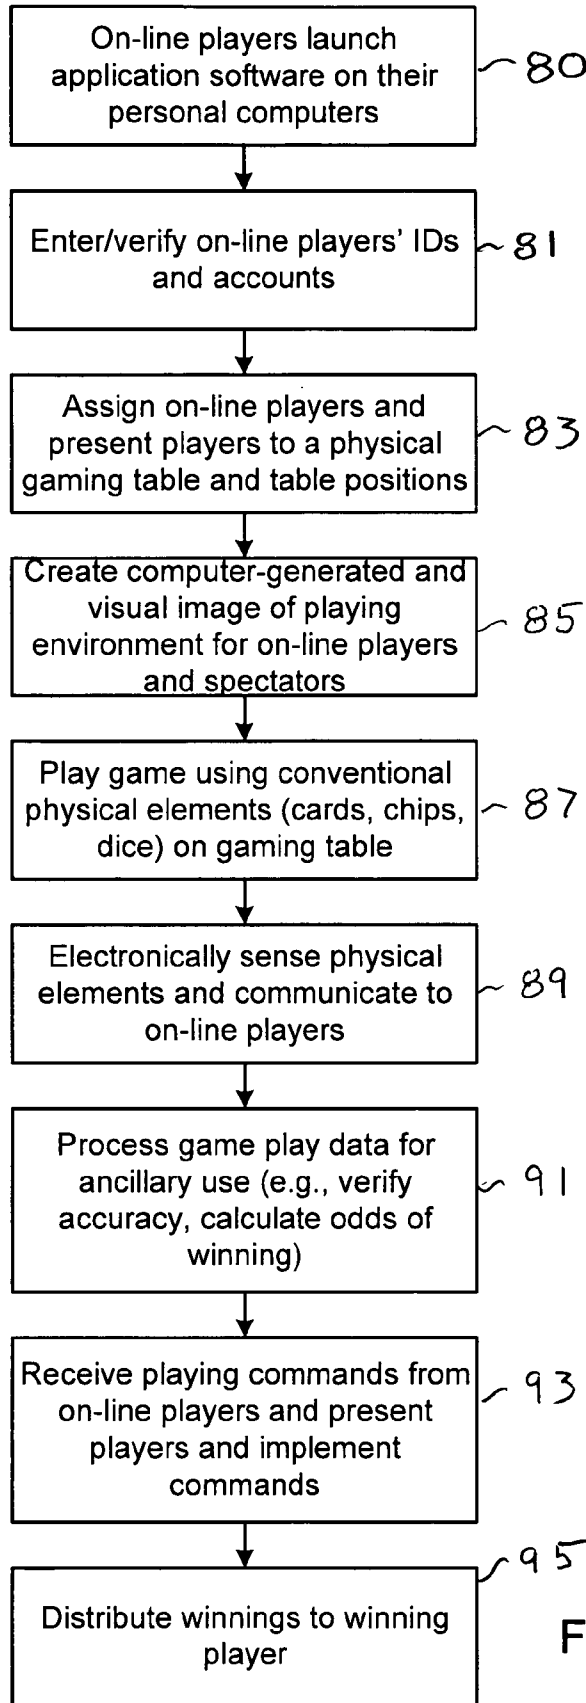 On-line players launch
application software on their
personal computers
80
Enter/verify on-line players' IDs
and accounts
81
Assign on-line players and
present players to a physical
gaming table and table positions
83
Create computer-generated and
visual image of playing
environment for on-line players
and spectators
85
Play game using conventional
physical elements (cards, chips,
dice) on gaming table
87
Electronically sense physical
elements and communicate to
on-line players
89
Process game play data for
ancillary use (e.g., verify
accuracy, calculate odds of
winning)
91
Receive playing commands from
on-line players and present
players and implement
commands
93
Distribute winnings to winning
player
95
F